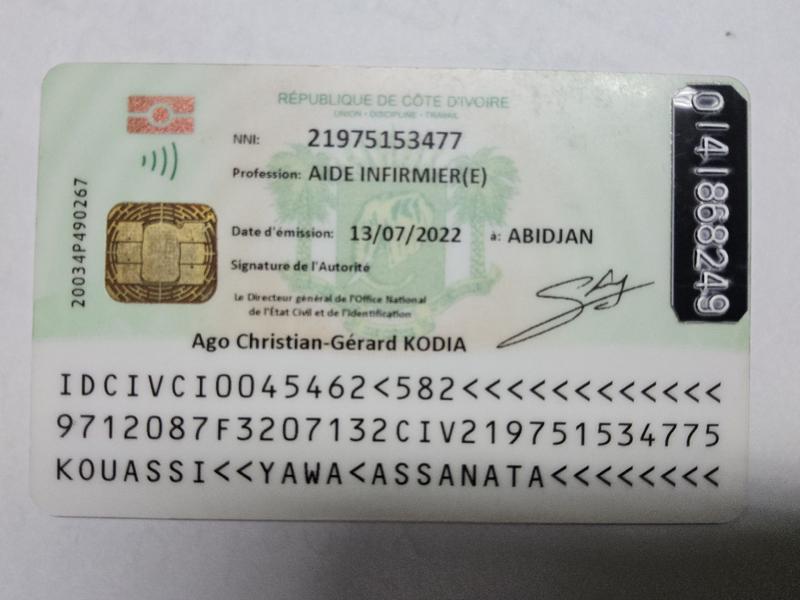 RÉPUBLIQUE DE CÔTE D'IVOIRE
UNION - DISCIPLINE - TRAVAIL
NNI: 21975153477
Profession: AIDE INFIRMIER(E)
Date d'émission: 13/07/2022 à: ABIDJAN
Signature de l'Autorité
Le Directeur général de l'Office National
de l'État Civil et de l'Identification
Ago Christian-Gérard KODIA
20034P490267
0141868249
IDCIVCI0045462<582<<<<<<<<<<<<<
9712087F3207132CIV219751534775
KOUASSI<<YAWA<ASSANATA<<<<<<<<